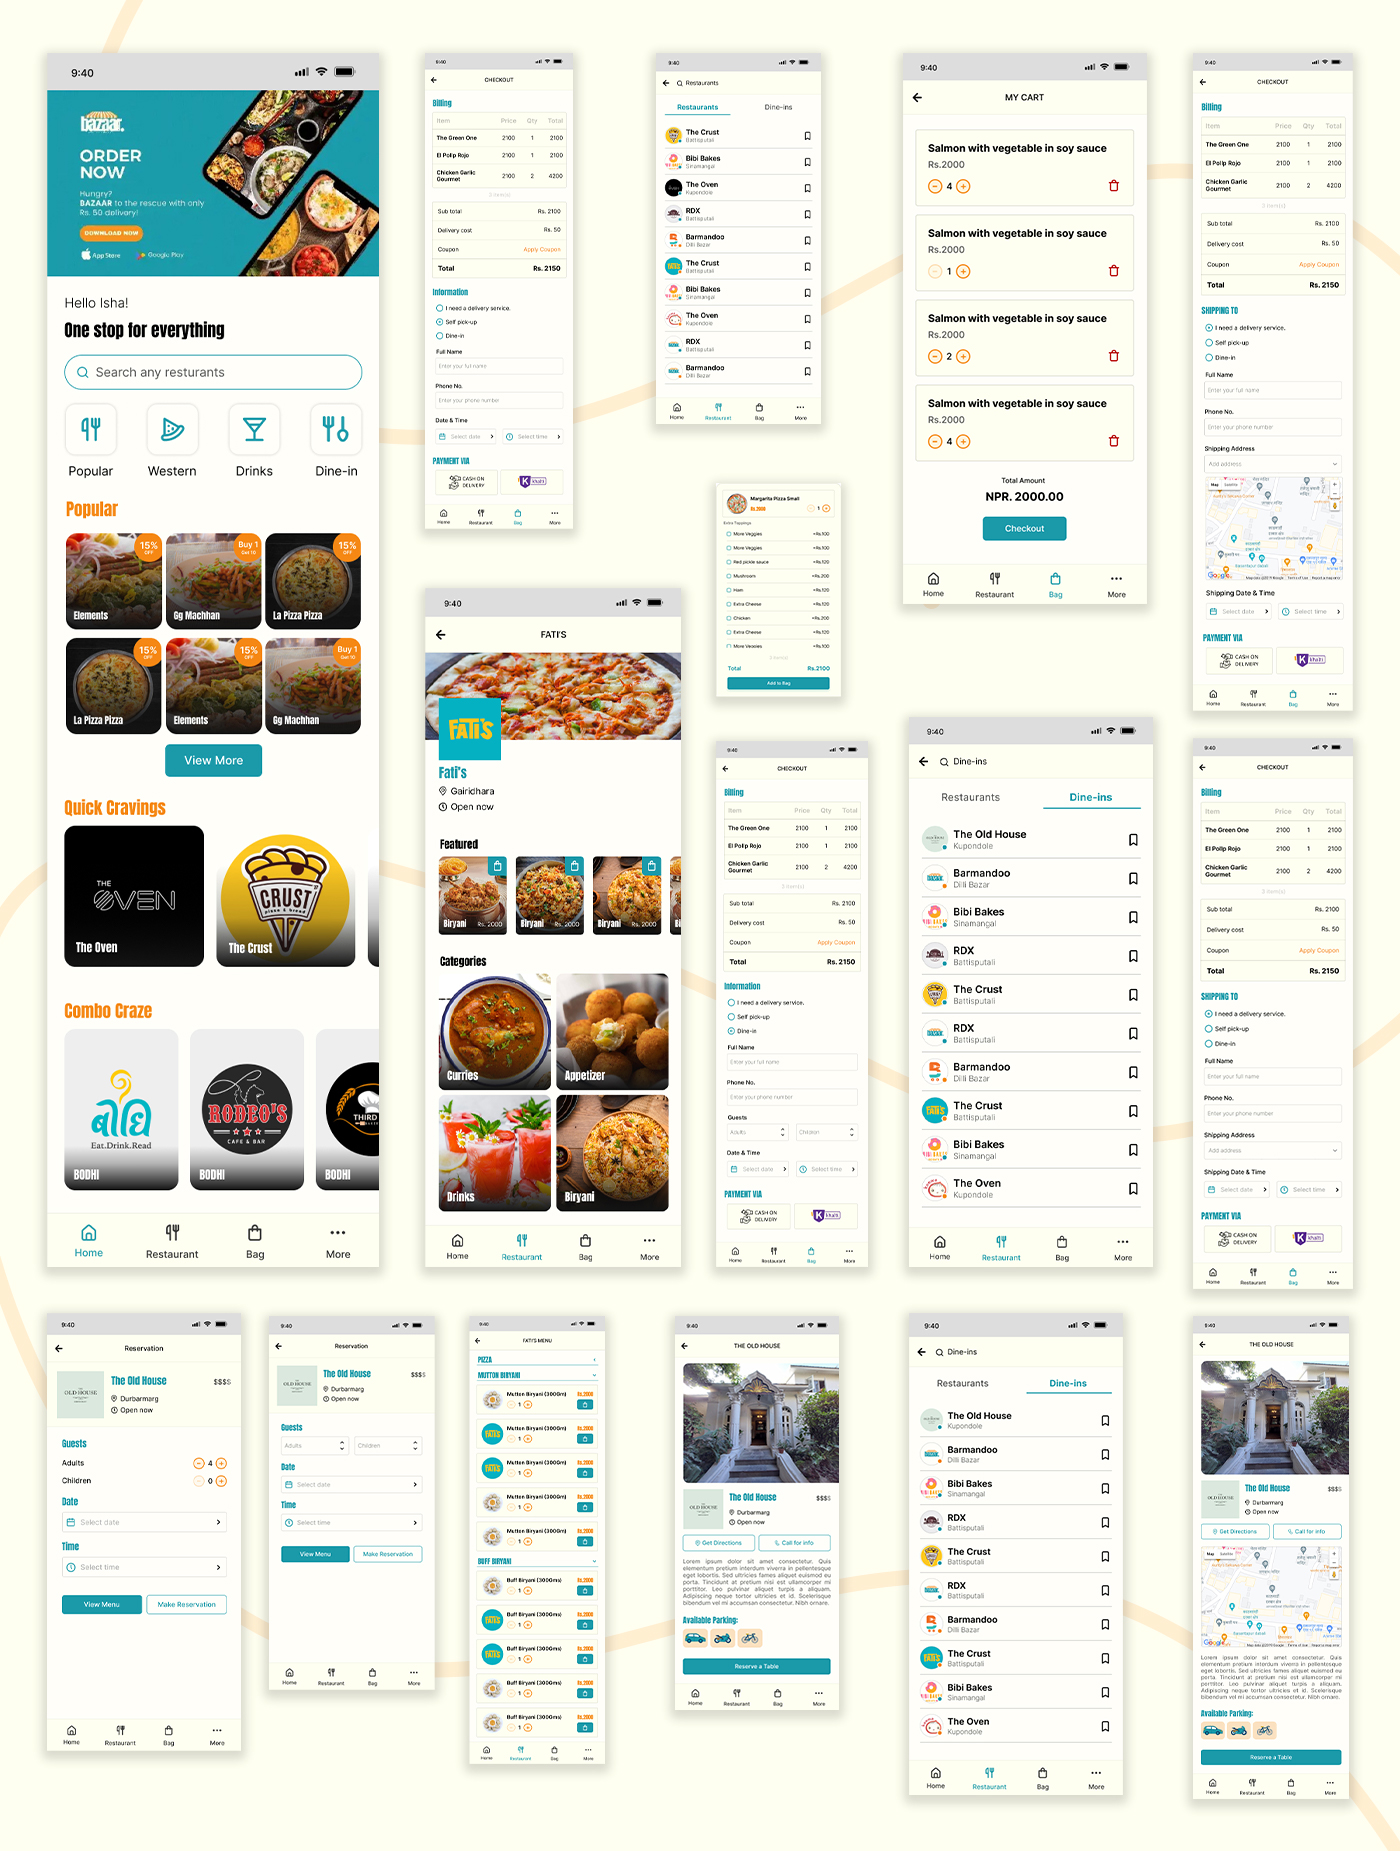 9:40
bazaar.
ORDER
NOW
Hungry?
BAZAAR to the rescue with only
Rs. 50 delivery!
DOWNLOAD NOW
App Store Google Play
Hello Isha!
One stop for everything
Search any resturants
Popular Western Drinks Dine-in
Popular
15% OFF
Buy 1 Get 10
15% OFF
Elements Gg Machhan La Pizza Pizza
15% OFF
15% OFF
Buy 1 Get 10
La Pizza Pizza Elements Gg Machhan
View More
Quick Cravings
THE
OVEN
The Oven
CRUST
pizza & bread
The Crust
Combo Craze
बोधि
Eat.Drink.Read
BODHI
RODEO'S
CAFE & BAR
BODHI
THIRD
BODHI
Home Restaurant Bag More
9:40
CHECKOUT
Billing
Item Price Qty Total
The Green One 2100 1 2100
El Polip Rojo 2100 1 2100
Chicken Garlic
Gourmet 2100 2 4200
3 item(s)
Sub total Rs. 2100
Delivery cost Rs. 50
Coupon Apply Coupon
Total Rs. 2150
Information
I need a delivery service.
Self pick-up
Dine-in
Full Name
Enter your full name
Phone No.
Enter your phone number
Date & Time
Select date Select time
PAYMENT VIA
CASH ON
DELIVERY
khalti
Home Restaurant Bag More
9:40
Restaurants
Restaurants Dine-ins
The Crust
Battisputali
Bibi Bakes
Sinamangal
The Oven
Kupondole
RDX
Battisputali
Barmandoo
Dilli Bazar
The Crust
Battisputali
Bibi Bakes
Sinamangal
The Oven
Kupondole
RDX
Battisputali
Barmandoo
Dilli Bazar
Home Restaurant Bag More
9:40
MY CART
Salmon with vegetable in soy sauce
Rs.2000
4
Salmon with vegetable in soy sauce
Rs.2000
1
Salmon with vegetable in soy sauce
Rs.2000
2
Salmon with vegetable in soy sauce
Rs.2000
4
Total Amount
NPR. 2000.00
Checkout
Home Restaurant Bag More
9:40
CHECKOUT
Billing
Item Price Qty Total
The Green One 2100 1 2100
El Polip Rojo 2100 1 2100
Chicken Garlic
Gourmet 2100 2 4200
3 item(s)
Sub total Rs. 2100
Delivery cost Rs. 50
Coupon Apply Coupon
Total Rs. 2150
SHIPPING TO
I need a delivery service.
Self pick-up
Dine-in
Full Name
Enter your full name
Phone No.
Enter your phone number
Shipping Address
Add address
Map Satellite
Google
Shipping Date & Time
Select date Select time
PAYMENT VIA
CASH ON
DELIVERY
khalti
Home Restaurant Bag More
Margarita Pizza Small
Rs.2000 1
Extra Toppings
More Veggies +Rs.100
More Veggies +Rs.100
Red pickle sauce +Rs.100
Mushroom +Rs.200
Ham +Rs.120
Extra Cheese +Rs.120
Chicken +Rs.200
Extra Cheese +Rs.120
More Veggies +Rs.100
Total Rs.2100
Add to Bag
9:40
FATI'S
FATI'S
Fati's
Gairidhara
Open now
Featured
Biryani Rs. 2000
Biryani Rs. 2000
Biryani Rs. 2000
Categories
Curries Appetizer
Drinks Biryani
Home Restaurant Bag More
9:40
CHECKOUT
Billing
Item Price Qty Total
The Green One 2100 1 2100
El Polip Rojo 2100 1 2100
Chicken Garlic
Gourmet 2100 2 4200
3 item(s)
Sub total Rs. 2100
Delivery cost Rs. 50
Coupon Apply Coupon
Total Rs. 2150
Information
I need a delivery service.
Self pick-up
Dine-in
Full Name
Enter your full name
Phone No.
Enter your phone number
Guests
Adults Children
Date & Time
Select date Select time
PAYMENT VIA
CASH ON
DELIVERY
khalti
Home Restaurant Bag More
9:40
Dine-ins
Restaurants Dine-ins
The Old House
Kupondole
Barmandoo
Dilli Bazar
Bibi Bakes
Sinamangal
RDX
Battisputali
The Crust
Battisputali
RDX
Battisputali
Barmandoo
Dilli Bazar
The Crust
Battisputali
Bibi Bakes
Sinamangal
The Oven
Kupondole
Home Restaurant Bag More
9:40
CHECKOUT
Billing
Item Price Qty Total
The Green One 2100 1 2100
El Polip Rojo 2100 1 2100
Chicken Garlic
Gourmet 2100 2 4200
3 item(s)
Sub total Rs. 2100
Delivery cost Rs. 50
Coupon Apply Coupon
Total Rs. 2150
SHIPPING TO
I need a delivery service.
Self pick-up
Dine-in
Full Name
Enter your full name
Phone No.
Enter your phone number
Shipping Address
Add address
Shipping Date & Time
Select date Select time
PAYMENT VIA
CASH ON
DELIVERY
khalti
Home Restaurant Bag More
9:40
Reservation
OLD HOUSE
The Old House $$$$
Durbarmarg
Open now
Guests
Adults 4
Children 0
Date
Select date
Time
Select time
View Menu Make Reservation
Home Restaurant Bag More
9:40
Reservation
OLD HOUSE
The Old House $$$$
Durbarmarg
Open now
Guests
Adults Children
Date
Select date
Time
Select time
View Menu Make Reservation
Home Restaurant Bag More
9:40
FATI'S MENU
PIZZA
MUTTON BIRYANI
Mutton Biryani (300Gm) Rs.2000
1
FATI'S Mutton Biryani (300Gm) Rs.2000
1
FATI'S Mutton Biryani (300Gm) Rs.2000
1
Mutton Biryani (300Gm) Rs.2000
1
Mutton Biryani (300Gm) Rs.2000
1
BUFF BIRYANI
Buff Biryani (300Gms) Rs.2000
1
FATI'S Buff Biryani (300Gms) Rs.2000
1
FATI'S Buff Biryani (300Gms) Rs.2000
1
Buff Biryani (300Gms) Rs.2000
1
Buff Biryani (300Gms) Rs.2000
1
Home Restaurant Bag More
9:40
THE OLD HOUSE
OLD HOUSE
The Old House $$$$
Durbarmarg
Open now
Get Directions Call for info
Lorem ipsum dolor sit amet consectetur. Quis
elementum pretium interdum viverra in pellentesque
eget lobortis. Sed ultricies fames aliquet euismod eu
porta. Tincidunt at pretium nisl est ullamcorper mi
porttitor. Leo pulvinar aliquet turpis a aliquam.
Adipiscing neque tortor ultricies et id. Scelerisque
bibendum vel mi accumsan consectetur. Nibh ornare.
Available Parking:
Reserve a Table
Home Restaurant Bag More
9:40
Dine-ins
Restaurants Dine-ins
The Old House
Kupondole
Barmandoo
Dilli Bazar
Bibi Bakes
Sinamangal
RDX
Battisputali
The Crust
Battisputali
RDX
Battisputali
Barmandoo
Dilli Bazar
The Crust
Battisputali
Bibi Bakes
Sinamangal
The Oven
Kupondole
Home Restaurant Bag More
9:40
THE OLD HOUSE
OLD HOUSE
The Old House $$$$
Durbarmarg
Open now
Get Directions Call for info
Map Satellite
Google
Lorem ipsum dolor sit amet consectetur. Quis
elementum pretium interdum viverra in pellentesque
eget lobortis. Sed ultricies fames aliquet euismod eu
porta. Tincidunt at pretium nisl est ullamcorper mi
porttitor. Leo pulvinar aliquet turpis a aliquam.
Adipiscing neque tortor ultricies et id. Scelerisque
bibendum vel mi accumsan consectetur. Nibh ornare.
Available Parking:
Reserve a Table
Home Restaurant Bag More